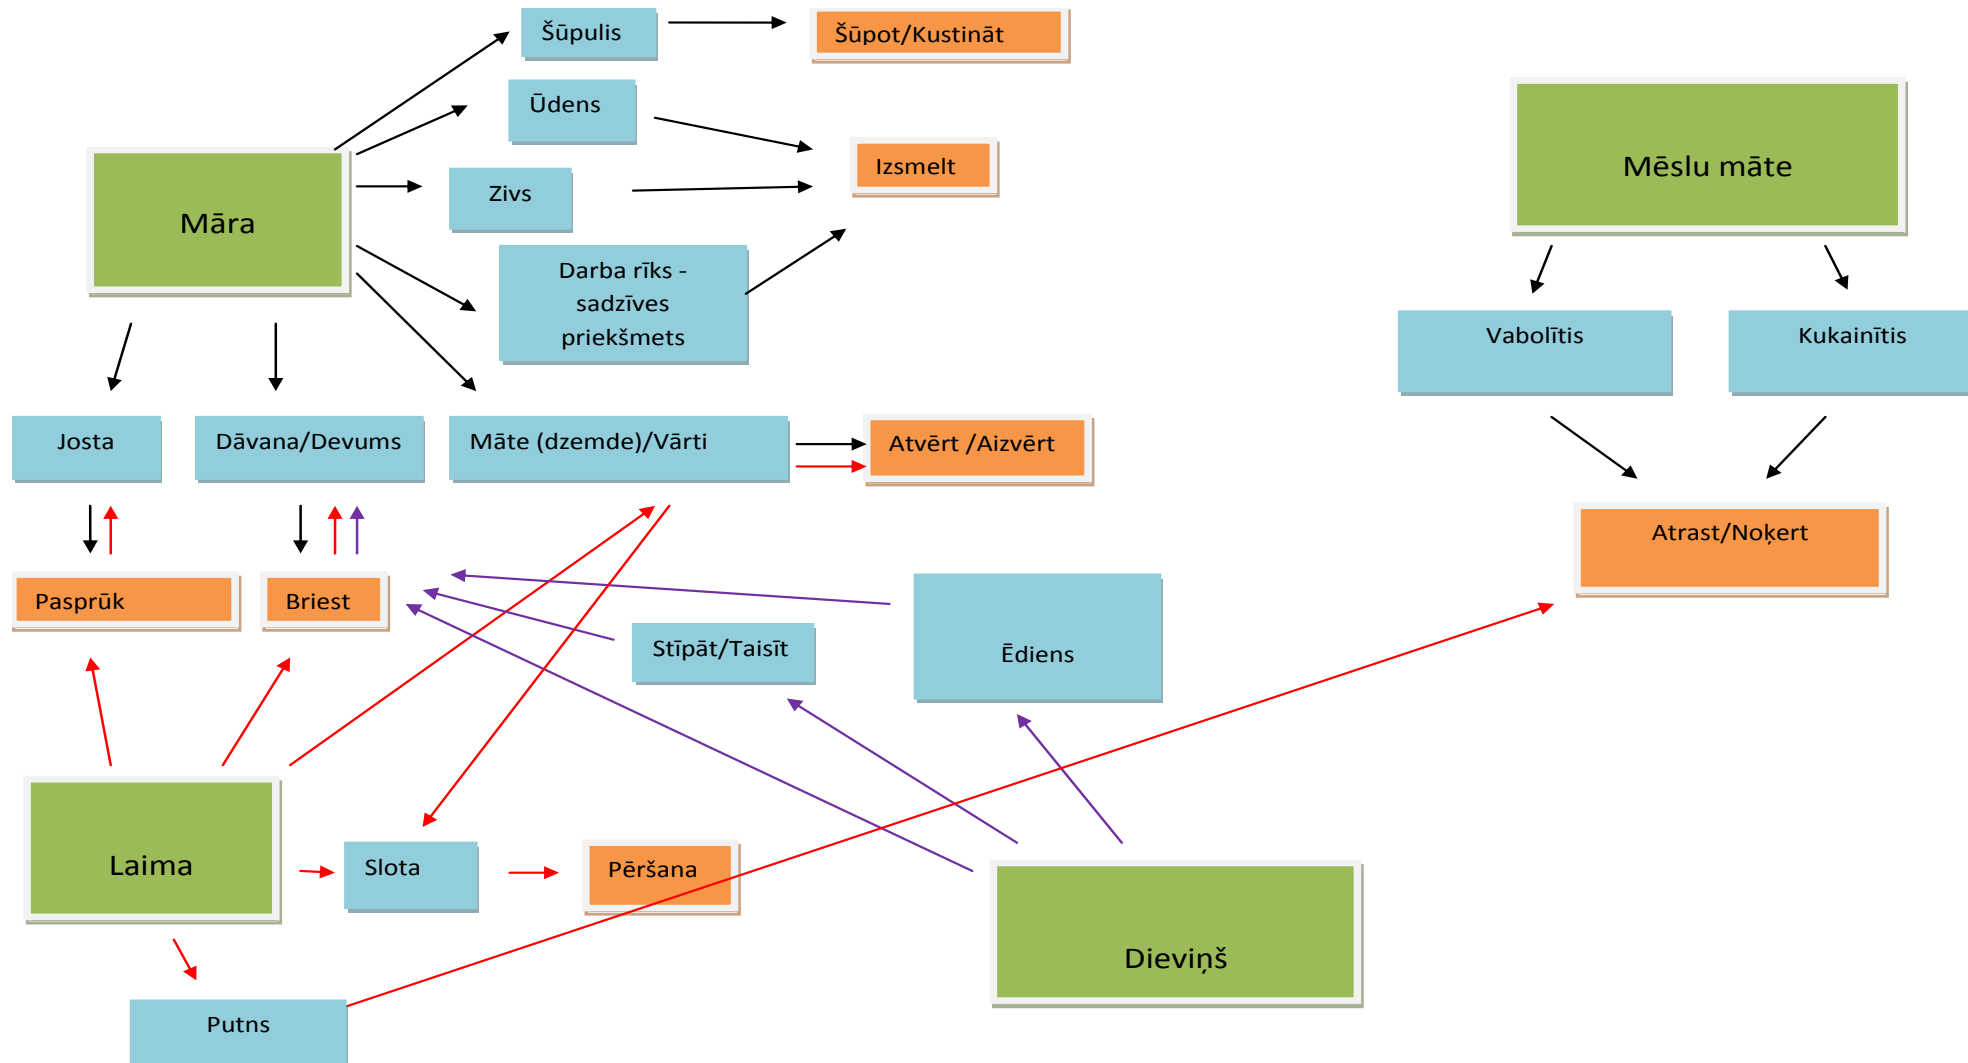 Šūpulis
Šūpot/Kustināt
Ūdens
Izsmelt
Mēslu māte
Zivs
Māra
Darba rīks -
sadzīves
priekšmets
Vabolītis
Kukainītis
Josta
Dāvana/Devums
Māte (dzemde)/Vārti
Atvērt /Aizvērt
Atrast/Noķert
Pasprūk
Briest
Stīpāt/Taisīt
Ēdiens
Laima
Slota
Pēršana
Dieviņš
Putns